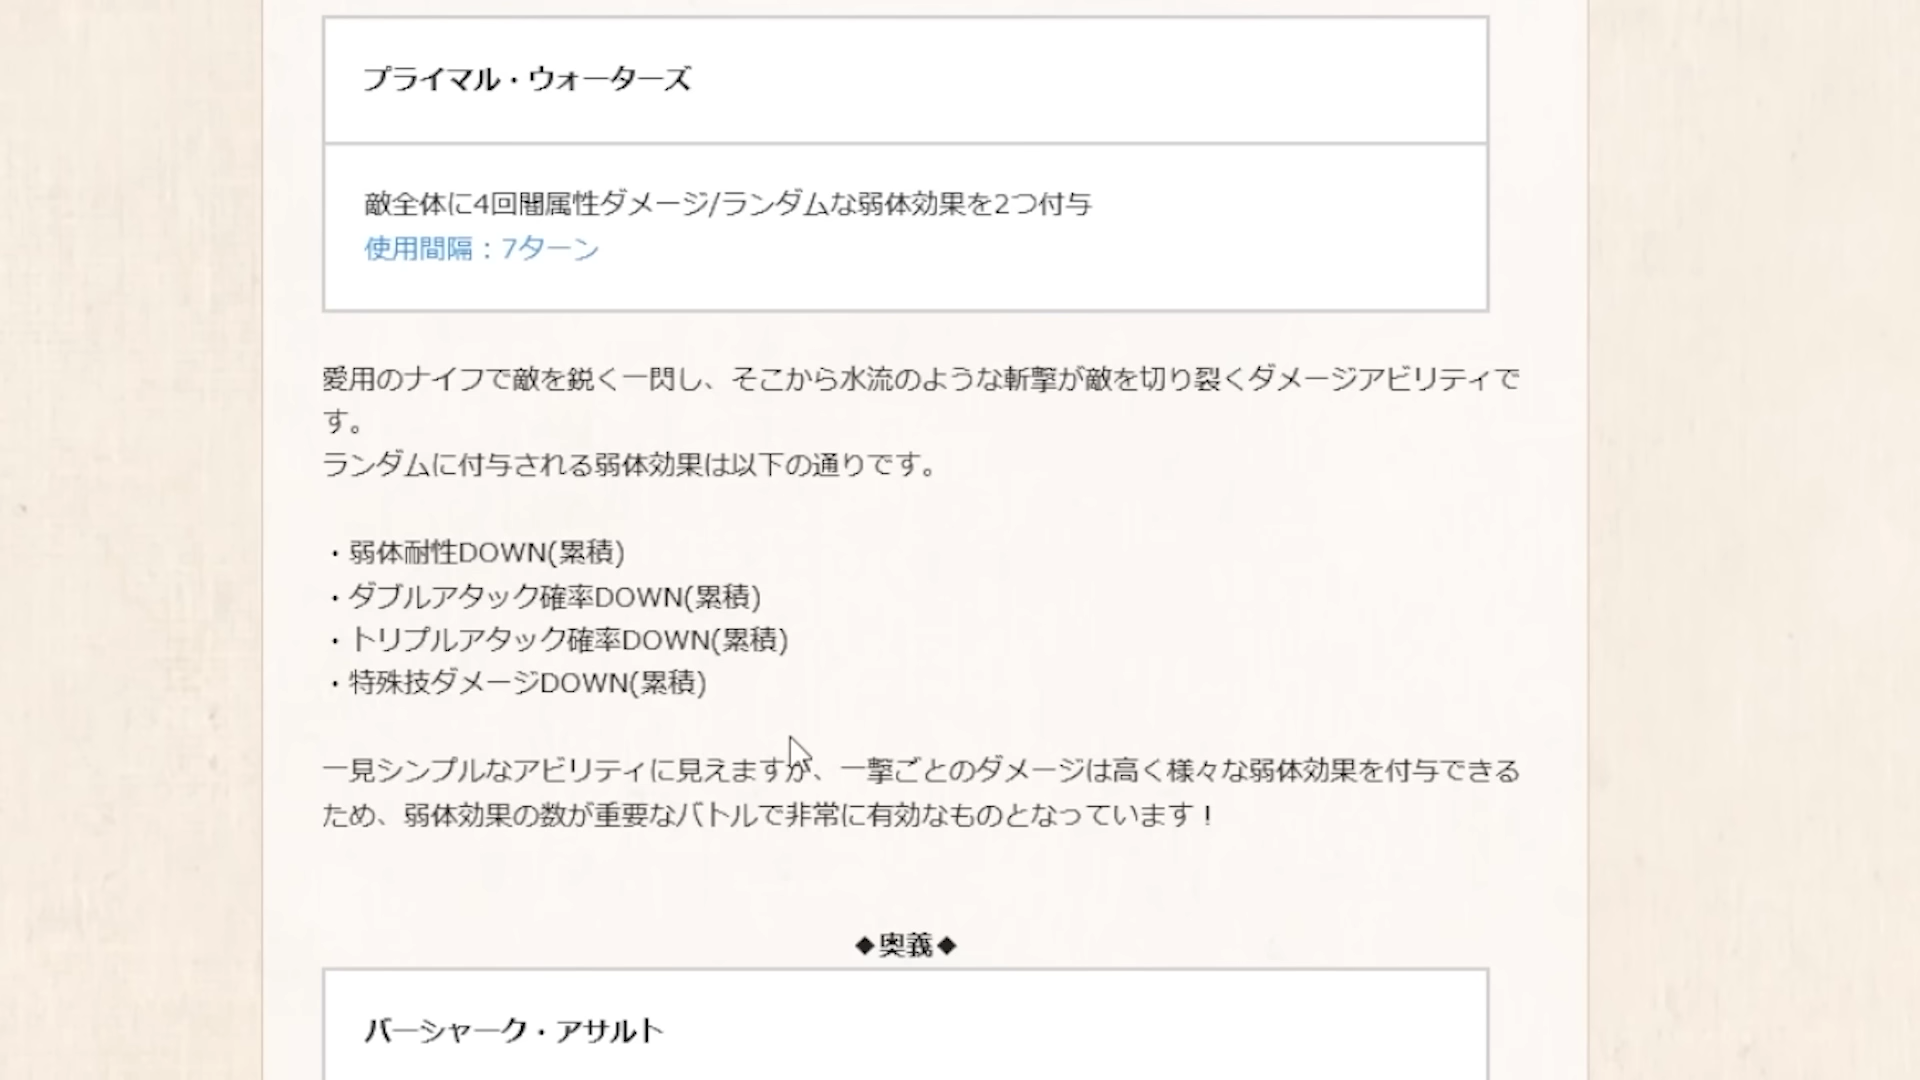 プライマル・ウォーターズ
敵全体に4回闇属性ダメージ/ランダムな弱体効果を2つ付与
使用間隔：7ターン
愛用のナイフで敵を鋭く一閃し、そこから水流のような斬撃が敵を切り裂くダメージアビリティで
す。
ランダムに付与される弱体効果は以下の通りです。
・弱体耐性DOWN(累積)
・ダブルアタック確率DOWN(累積)
・トリプルアタック確率DOWN(累積)
・特殊技ダメージDOWN(累積)
一見シンプルなアビリティに見えますが、一撃ごとのダメージは高く様々な弱体効果を付与できる
ため、弱体効果の数が重要なバトルで非常に有効なものとなっています！
◆奥義◆
バーシャーク・アサルト